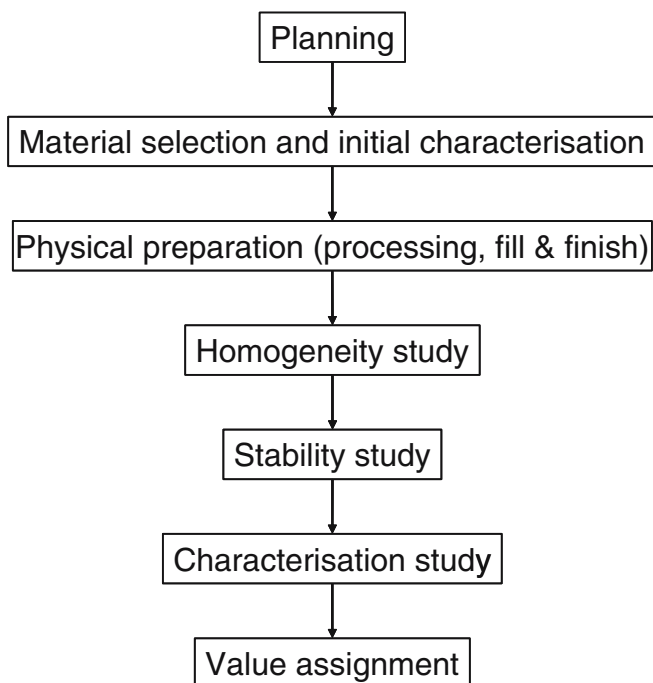 Planning
Material selection and initial characterisation
Physical preparation (processing, fill & finish)
Homogeneity study
Stability study
Characterisation study
Value assignment